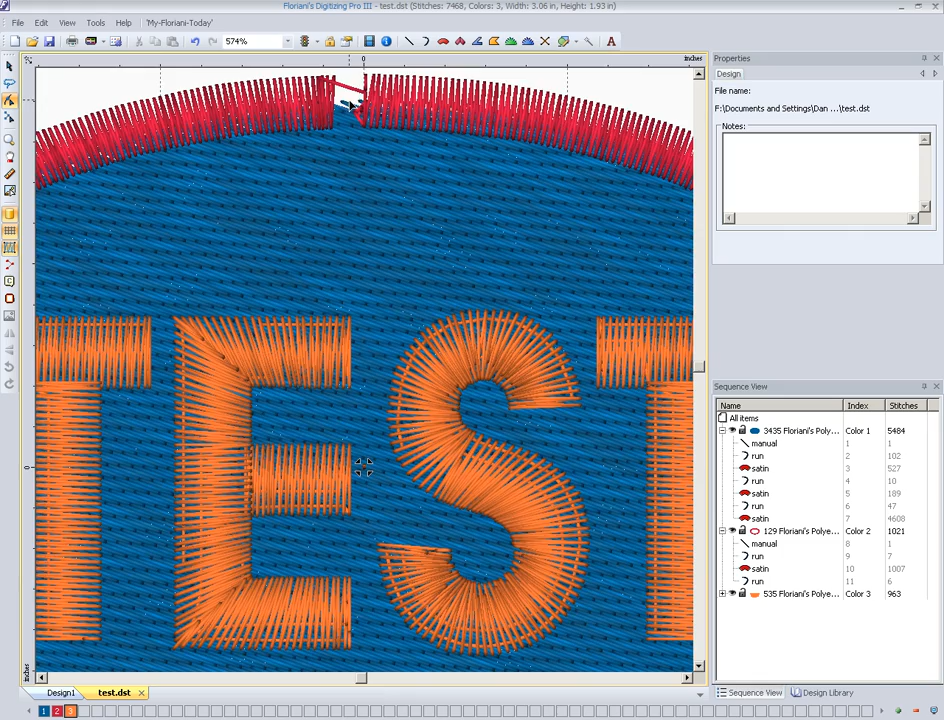 Floriani's Digitizing Pro III - test.dst (Stitches: 7468, Colors: 3, Width: 3.06 in, Height: 1.93 in)
File Edit View Tools Help 'My-Floriani-Today'
574%
A
0 inches
Properties
Design
File name:
F:\Documents and Settings\Dan ...\test.dst
Notes:
TEST
0
inches
Sequence View
Name Index Stitches
All items
3435 Floriani's Poly... Color 1 5484
manual 1 1
run 2 102
satin 3 527
run 4 10
satin 5 189
run 6 47
satin 7 4608
129 Floriani's Polye... Color 2 1021
manual 8 1
run 9 7
satin 10 1007
run 11 6
535 Floriani's Polye... Color 3 963
Design1 test.dst
Sequence View Design Library
1 2 3